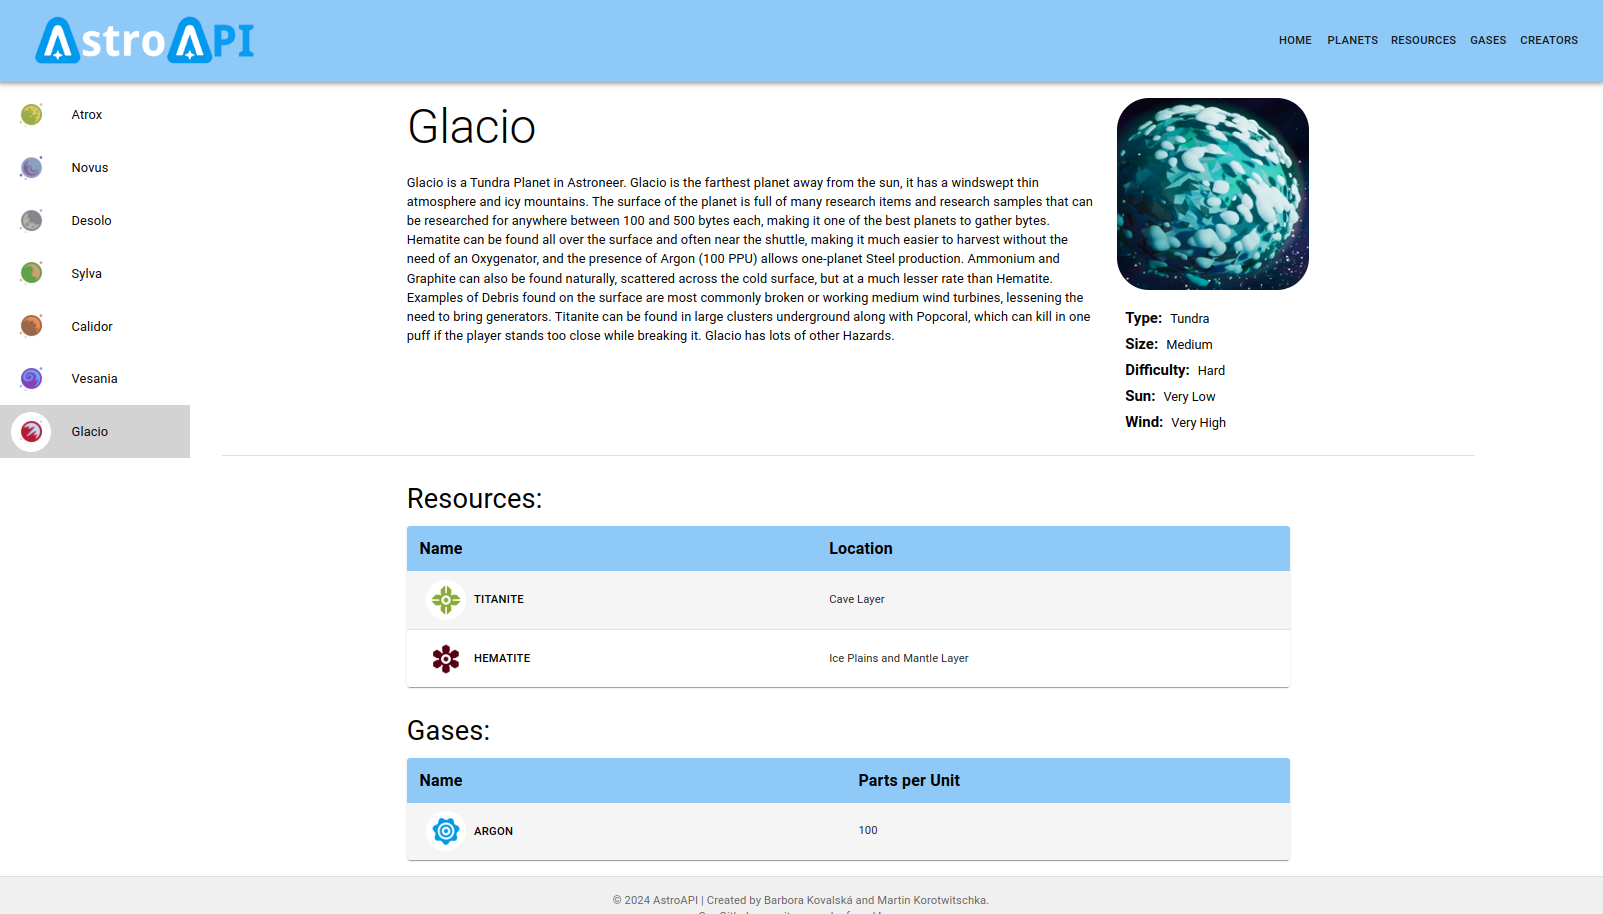 AstroAPI
HOME PLANETS RESOURCES GASES CREATORS
Atrox
Novus
Desolo
Sylva
Calidor
Vesania
Glacio
Glacio
Glacio is a Tundra Planet in Astroneer. Glacio is the farthest planet away from the sun, it has a windswept thin
atmosphere and icy mountains. The surface of the planet is full of many research items and research samples that can
be researched for anywhere between 100 and 500 bytes each, making it one of the best planets to gather bytes.
Hematite can be found all over the surface and often near the shuttle, making it much easier to harvest without the
need of an Oxygenator, and the presence of Argon (100 PPU) allows one-planet Steel production. Ammonium and
Graphite can also be found naturally, scattered across the cold surface, but at a much lesser rate than Hematite.
Examples of Debris found on the surface are most commonly broken or working medium wind turbines, lessening the
need to bring generators. Titanite can be found in large clusters underground along with Popcoral, which can kill in one
puff if the player stands too close while breaking it. Glacio has lots of other Hazards.
Type: Tundra
Size: Medium
Difficulty: Hard
Sun: Very Low
Wind: Very High
Resources:
Name Location
TITANITE Cave Layer
HEMATITE Ice Plains and Mantle Layer
Gases:
Name Parts per Unit
ARGON 100
© 2024 AstroAPI | Created by Barbora Kovalská and Martin Korotwitschka.